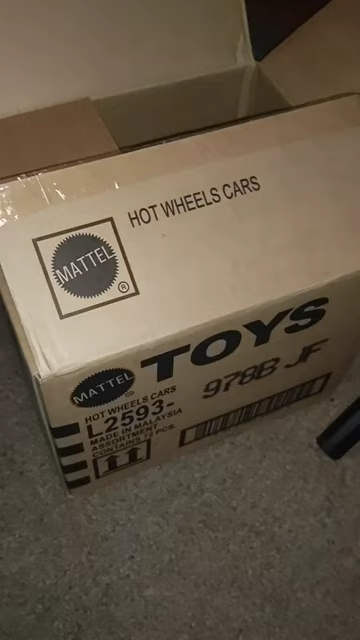 HOT WHEELS CARS
MATTEL
®
TOYS
MATTEL
®
HOT WHEELS CARS
978B JF
L2593-
MADE IN MALAYSIA
ASSORTMENT
CONTAINS 72 PCS.